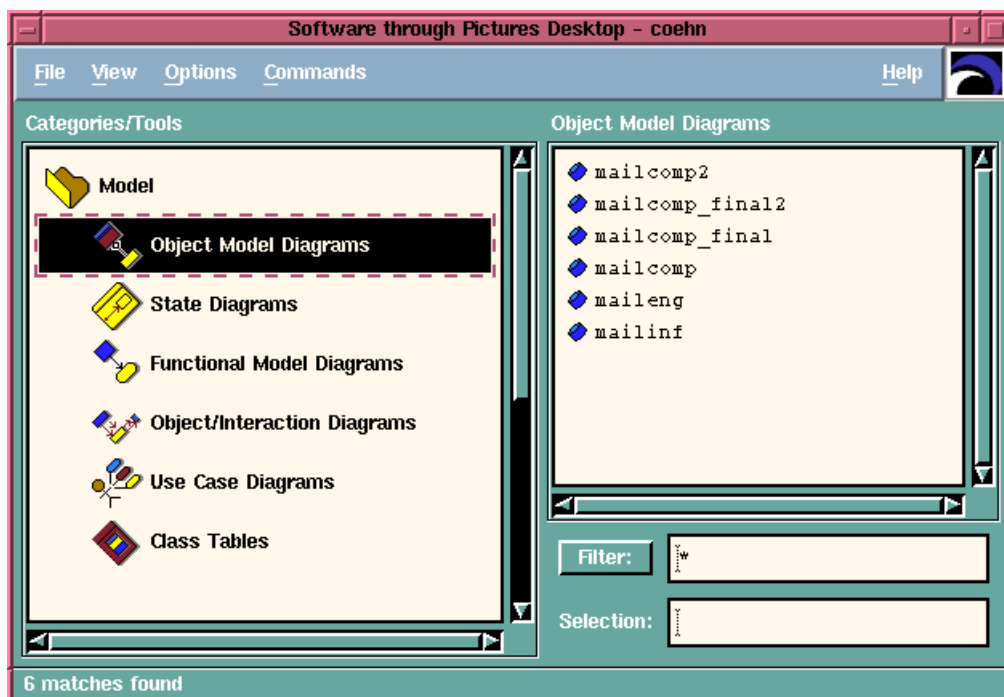 Software through Pictures Desktop - coehn
File View Options Commands Help
Categories/Tools
Model
Object Model Diagrams
State Diagrams
Functional Model Diagrams
Object/Interaction Diagrams
Use Case Diagrams
Class Tables
Object Model Diagrams
mailcomp2
mailcomp_final2
mailcomp_final
mailcomp
maileng
mailinf
Filter: *
Selection:
6 matches found